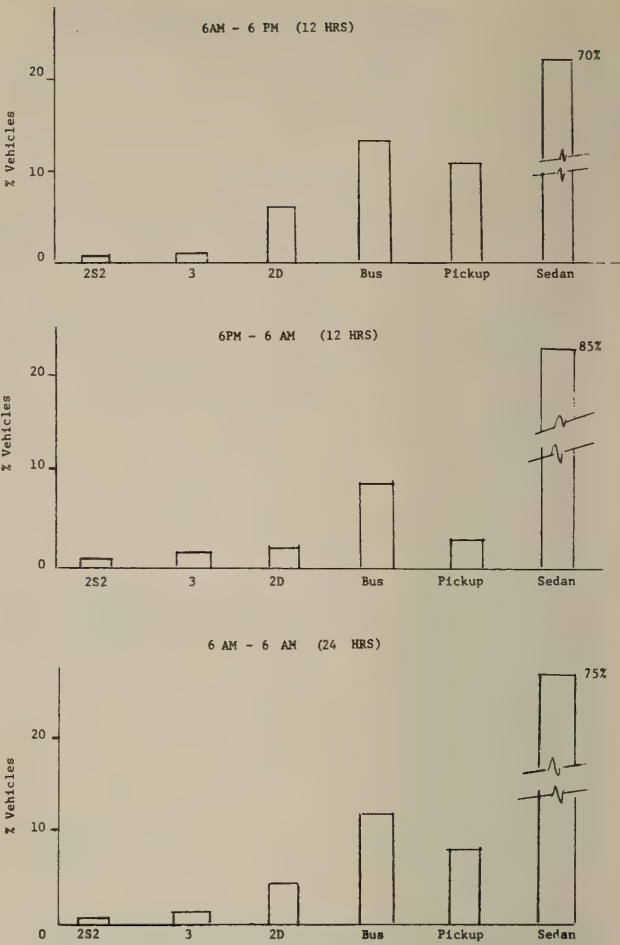 6AM - 6 PM (12 HRS)
70%
20
10
0
% Vehicles
2S2 3 2D Bus Pickup Sedan
6PM - 6 AM (12 HRS)
85%
20
10
0
% Vehicles
2S2 3 2D Bus Pickup Sedan
6 AM - 6 AM (24 HRS)
75%
20
10
0
% Vehicles
2S2 3 2D Bus Pickup Sedan